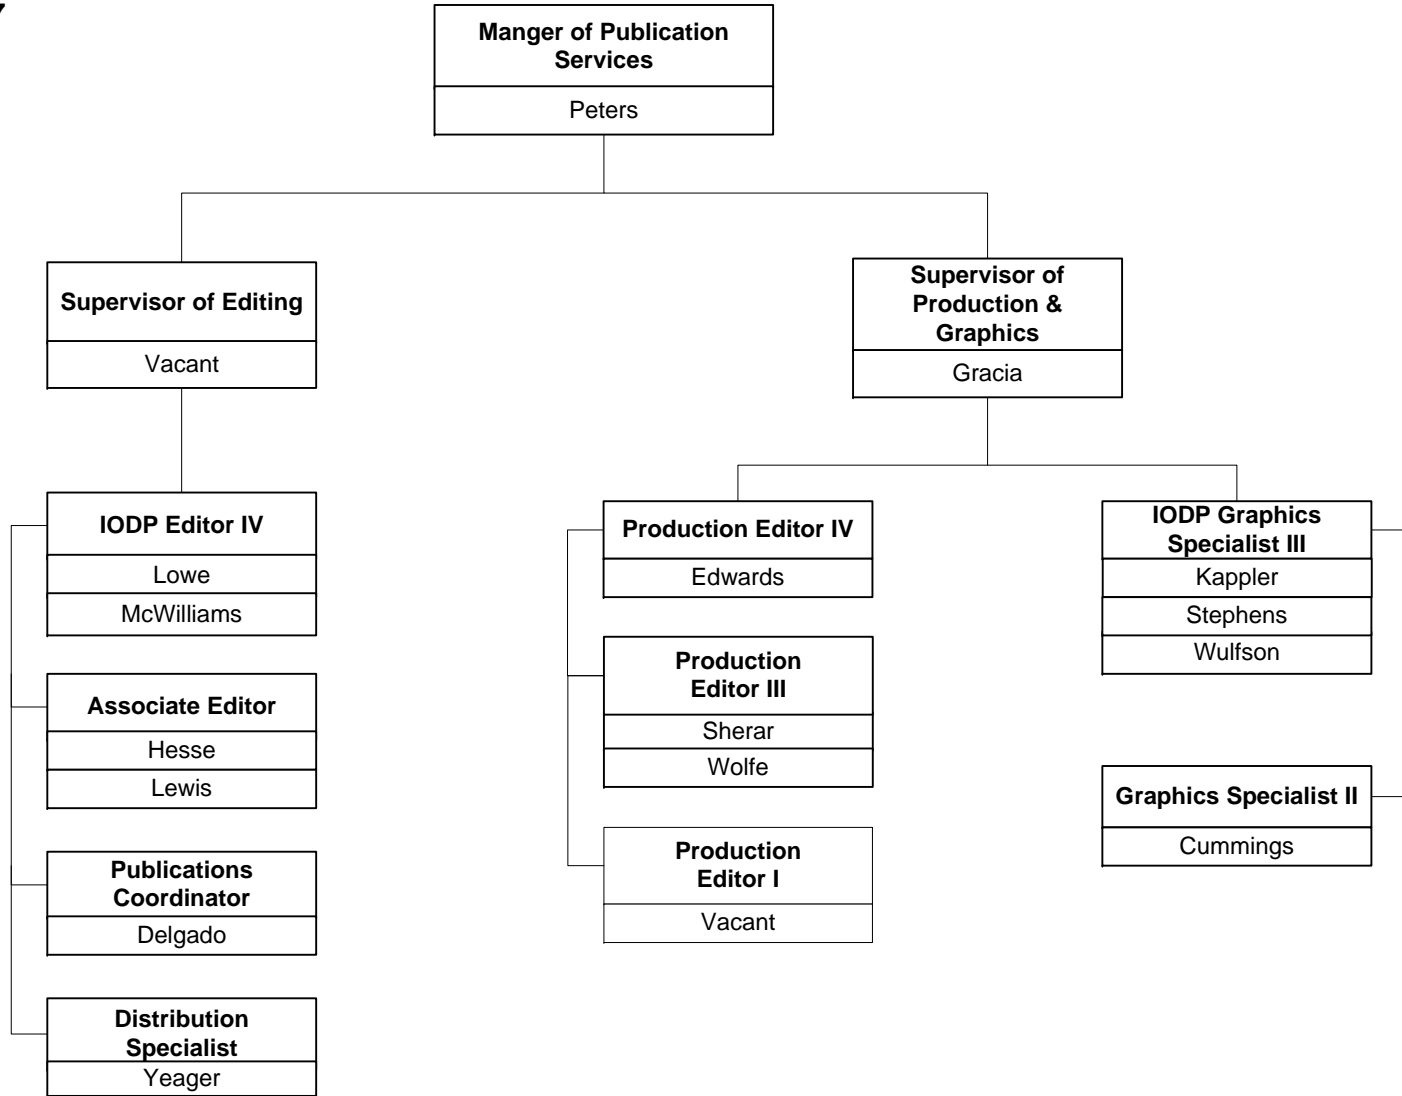 Manger of Publication
Services
Peters
Supervisor of Editing
Vacant
Supervisor of
Production &
Graphics
Gracia
IODP Editor IV
Lowe
McWilliams
Associate Editor
Hesse
Lewis
Publications
Coordinator
Delgado
Distribution
Specialist
Yeager
Production Editor IV
Edwards
Production
Editor III
Sherar
Wolfe
Production
Editor I
Vacant
IODP Graphics
Specialist III
Kappler
Stephens
Wulfson
Graphics Specialist II
Cummings